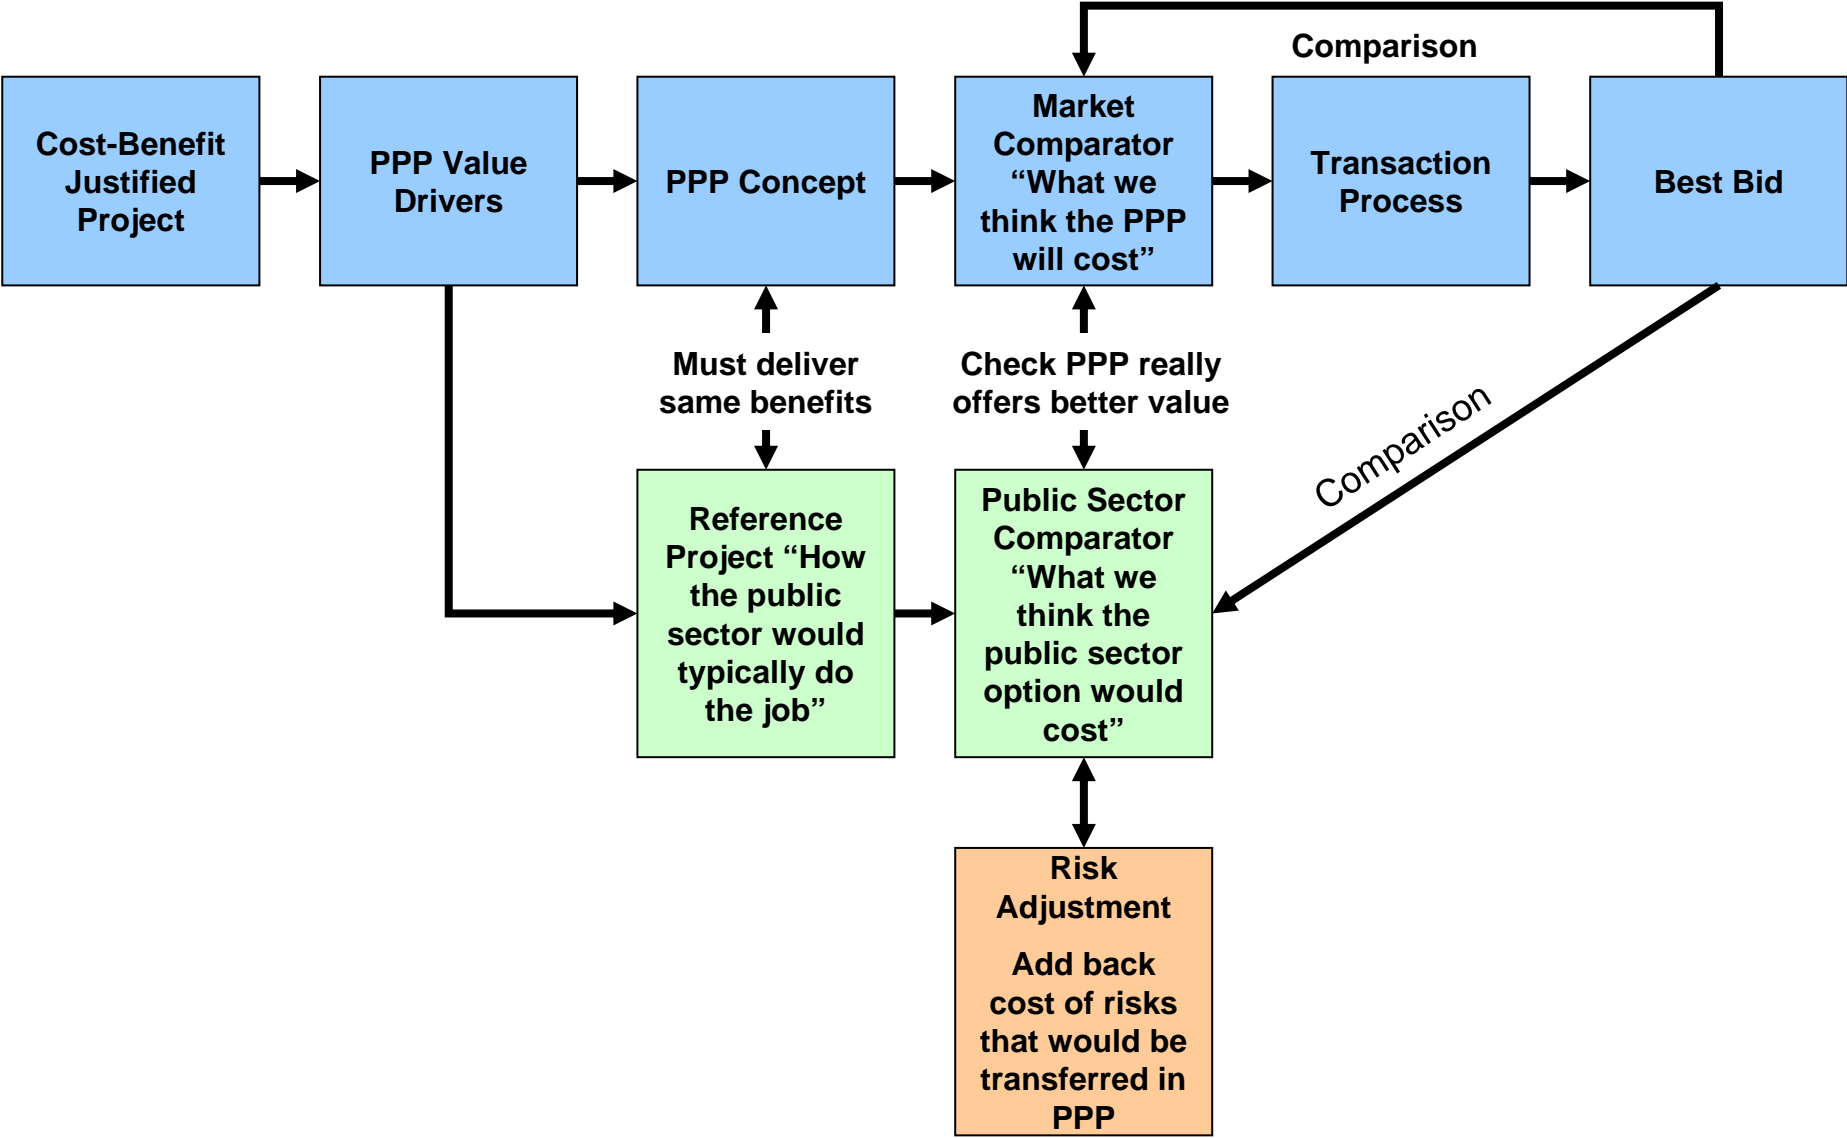 Comparison
Cost-Benefit
Justified
Project
PPP Value
Drivers
PPP Concept
Market
Comparator
“What we
think the PPP
will cost”
Transaction
Process
Best Bid
Must deliver
same benefits
Check PPP really
offers better value
Comparison
Reference
Project “How
the public
sector would
typically do
the job”
Public Sector
Comparator
“What we
think the
public sector
option would
cost”
Risk
Adjustment
Add back
cost of risks
that would be
transferred in
PPP